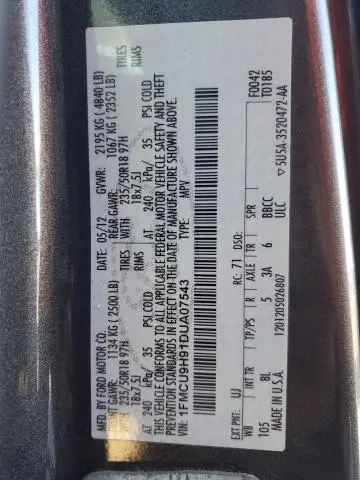 MFD. BY FORD MOTOR CO.
DATE: 05/12 GVWR: 2195 KG ( 4840 LB)
FRONT GAWR: 1134 KG ( 2500 LB) REAR GAWR: 1067 KG ( 2352 LB)
235/50R18 97H TIRES WITH 235/50R18 97H TIRES
18x7.5J RIMS 18x7.5J RIMS
AT 240 kPa/ 35 PSI COLD AT 240 kPa/ 35 PSI COLD
THIS VEHICLE CONFORMS TO ALL APPLICABLE FEDERAL MOTOR VEHICLE SAFETY AND THEFT
PREVENTION STANDARDS IN EFFECT ON THE DATE OF MANUFACTURE SHOWN ABOVE.
VIN: 1FMCU9H91DUA07543 F0042
TYPE: MPV T0185
EXT PNT: UJ RC: 71 DSO:
WB INT TR TP/PS R AXLE TR SPR
105 8L 5 3A 6 BBCC
MADE IN U.S.A. ULC
1201205026807 5U5A-3520472-AA